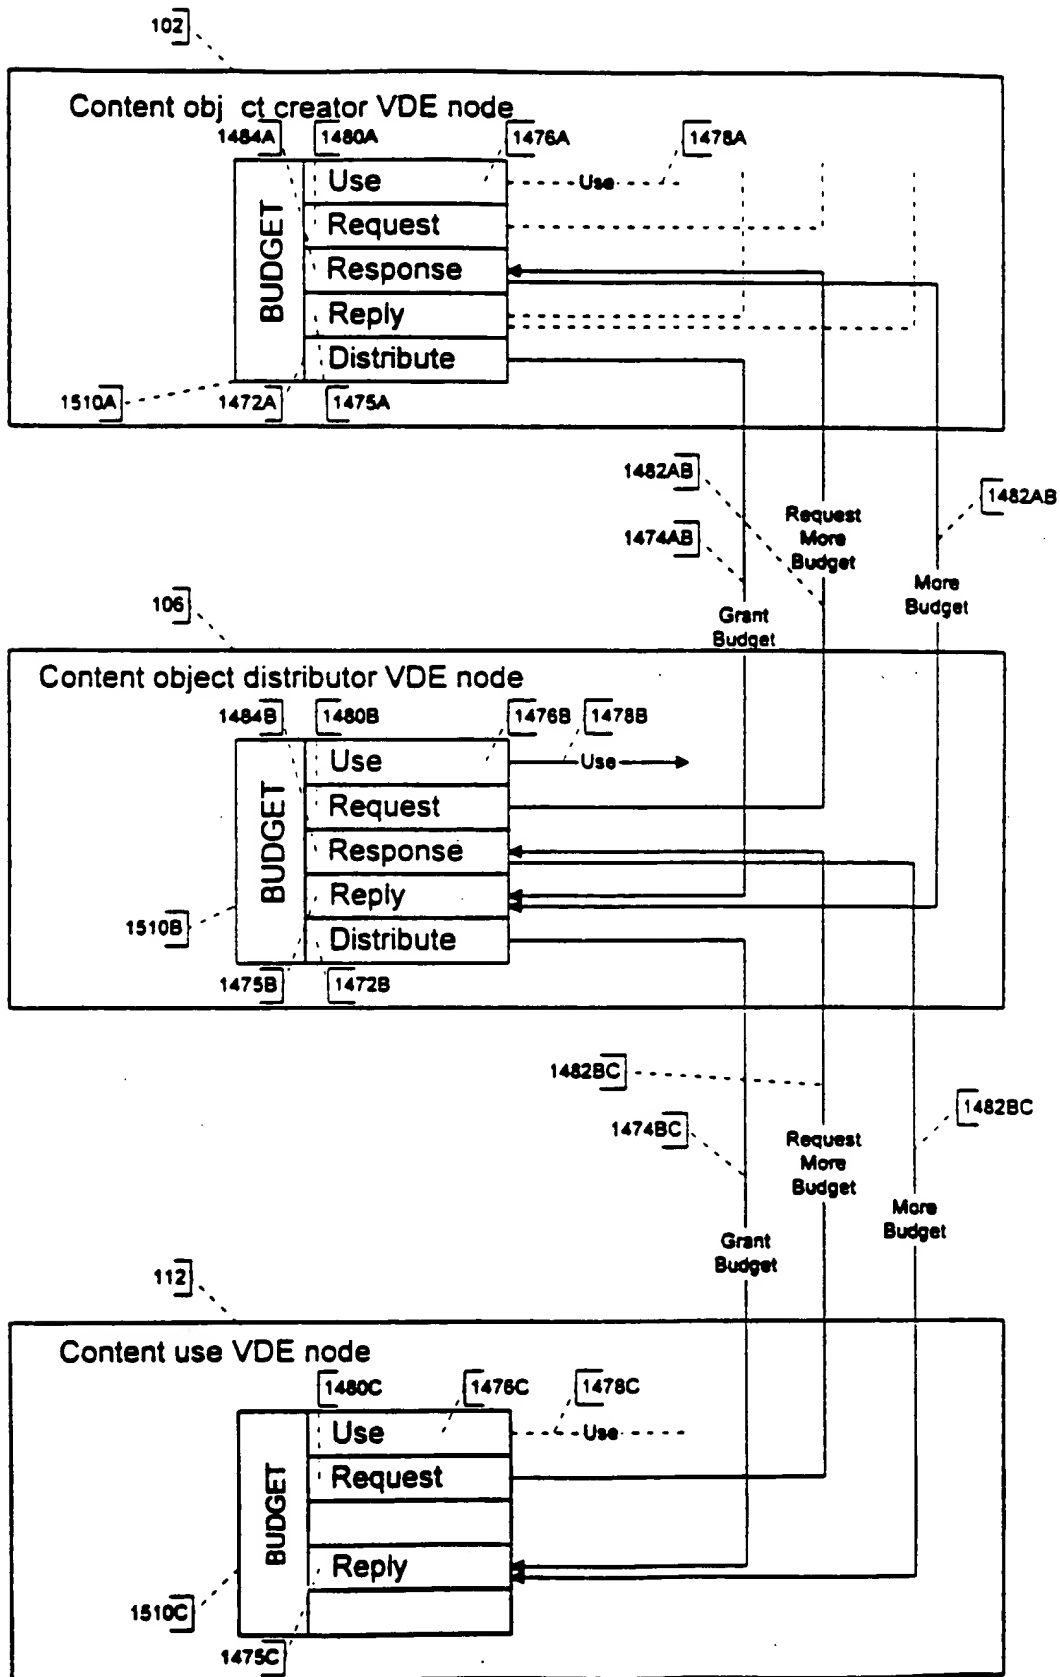 102
Content obj ct creator VDE node
1484A
1480A
1476A
1478A
BUDGET
Use
Use
Request
Response
Reply
Distribute
1510A
1472A
1475A
1482AB
1482AB
1474AB
Request
More
Budget
More
Budget
Grant
Budget
106
Content object distributor VDE node
1484B
1480B
1476B
1478B
BUDGET
Use
Use
Request
Response
Reply
Distribute
1510B
1475B
1472B
1482BC
1482BC
1474BC
Request
More
Budget
More
Budget
Grant
Budget
112
Content use VDE node
1480C
1476C
1478C
BUDGET
Use
Use
Request
Reply
1510C
1475C